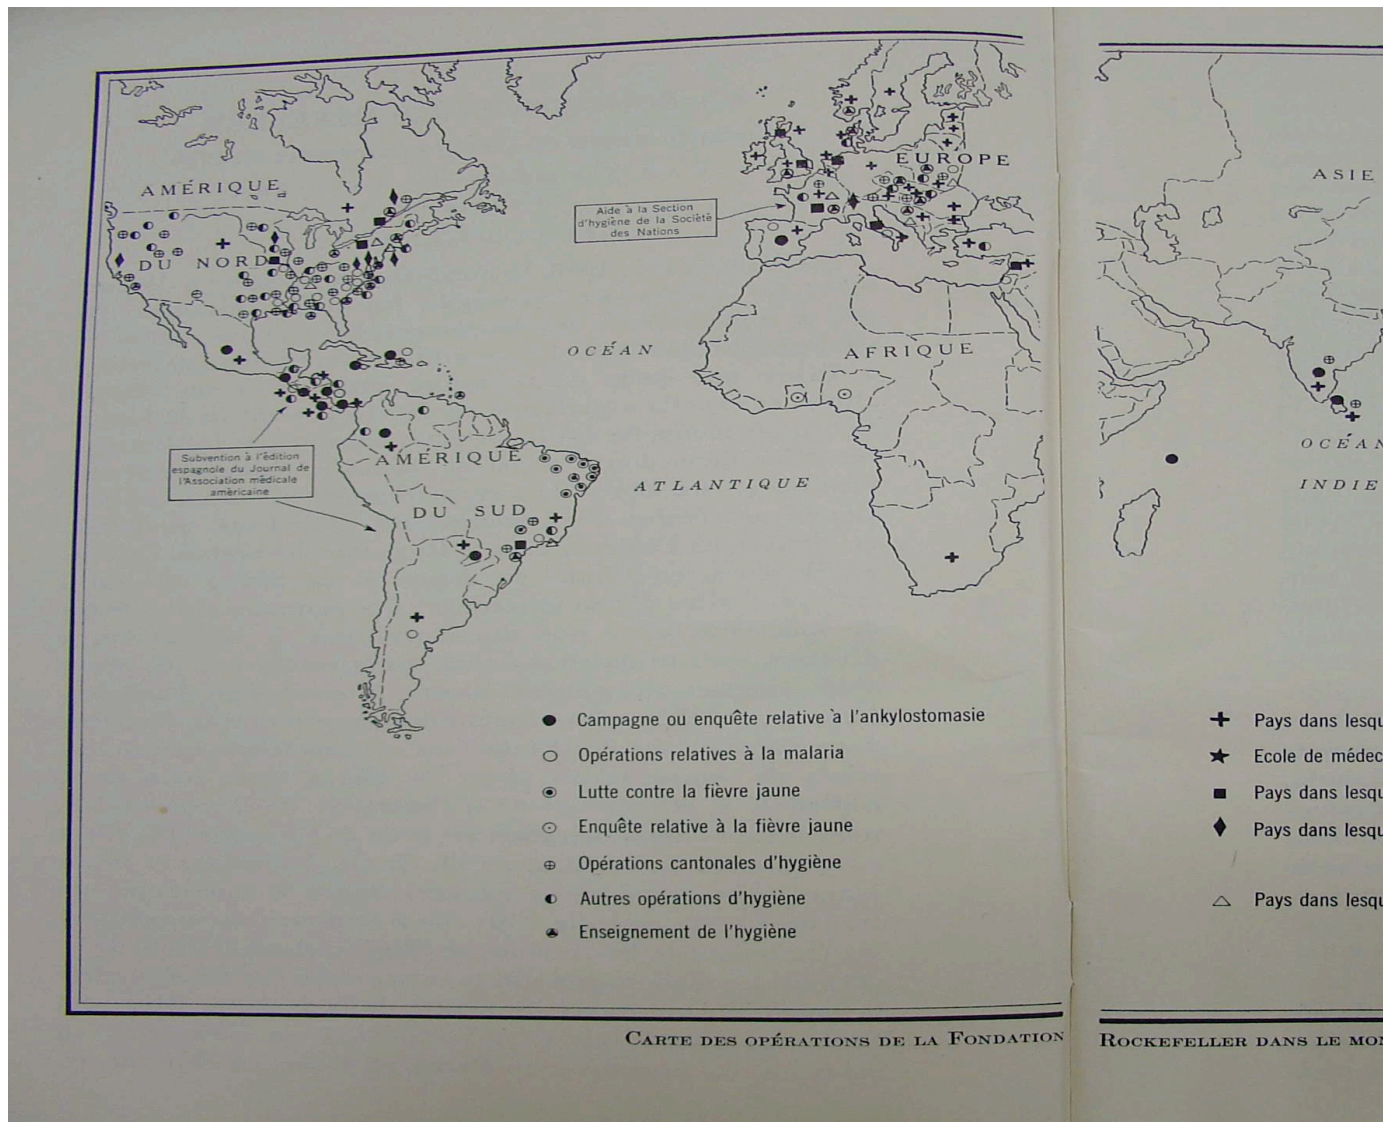 EUROPE
ASIE
AMÉRIQUE
DU NORD
Aide à la Section
d'hygiène de la Société
des Nations
OCÉAN
AFRIQUE
Subvention à l'édition
espagnole du Journal de
l'Association médicale
américaine
AMÉRIQUE
DU SUD
ATLANTIQUE
OCÉAN
INDIE
Campagne ou enquête relative à l'ankylostomasie
Opérations relatives à la malaria
Lutte contre la fièvre jaune
Enquête relative à la fièvre jaune
Opérations cantonales d'hygiène
Autres opérations d'hygiène
Enseignement de l'hygiène
Pays dans lesqu
Ecole de médec
Pays dans lesqu
Pays dans lesqu
Pays dans lesqu
CARTE DES OPÉRATIONS DE LA FONDATION ROCKEFELLER DANS LE MON